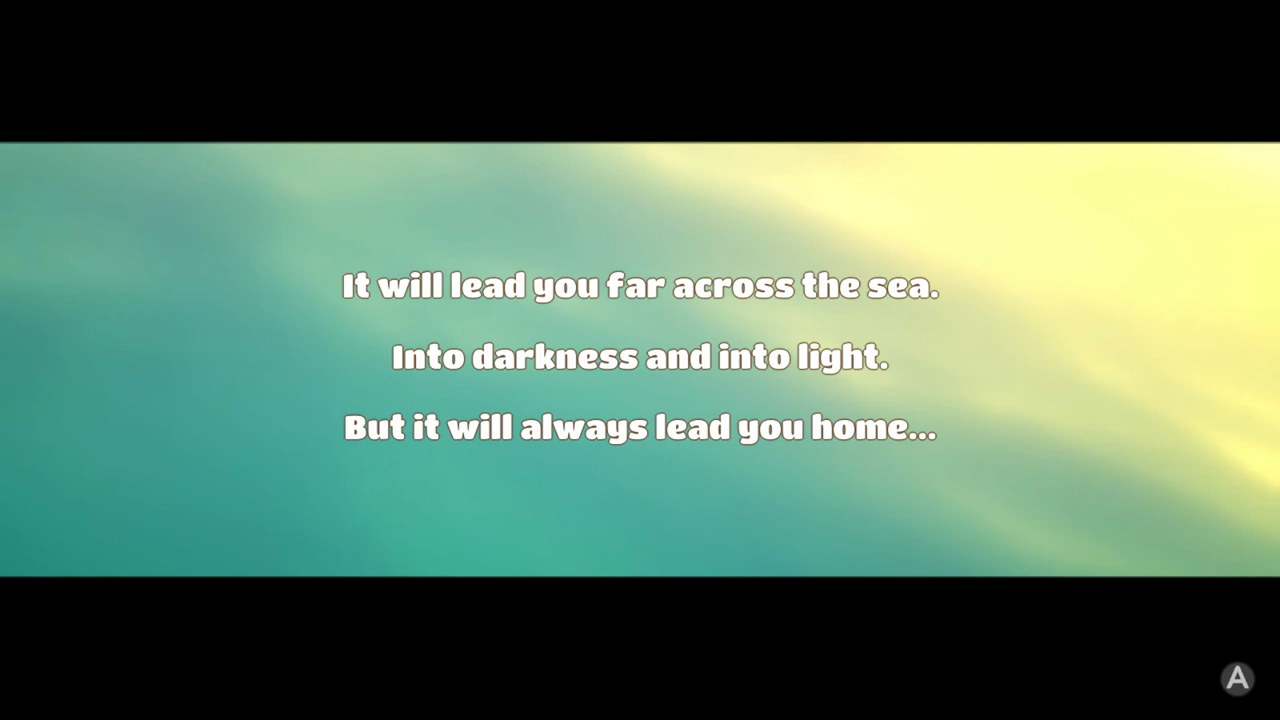 It will lead you far across the sea.
Into darkness and into light.
But it will always lead you home...
A